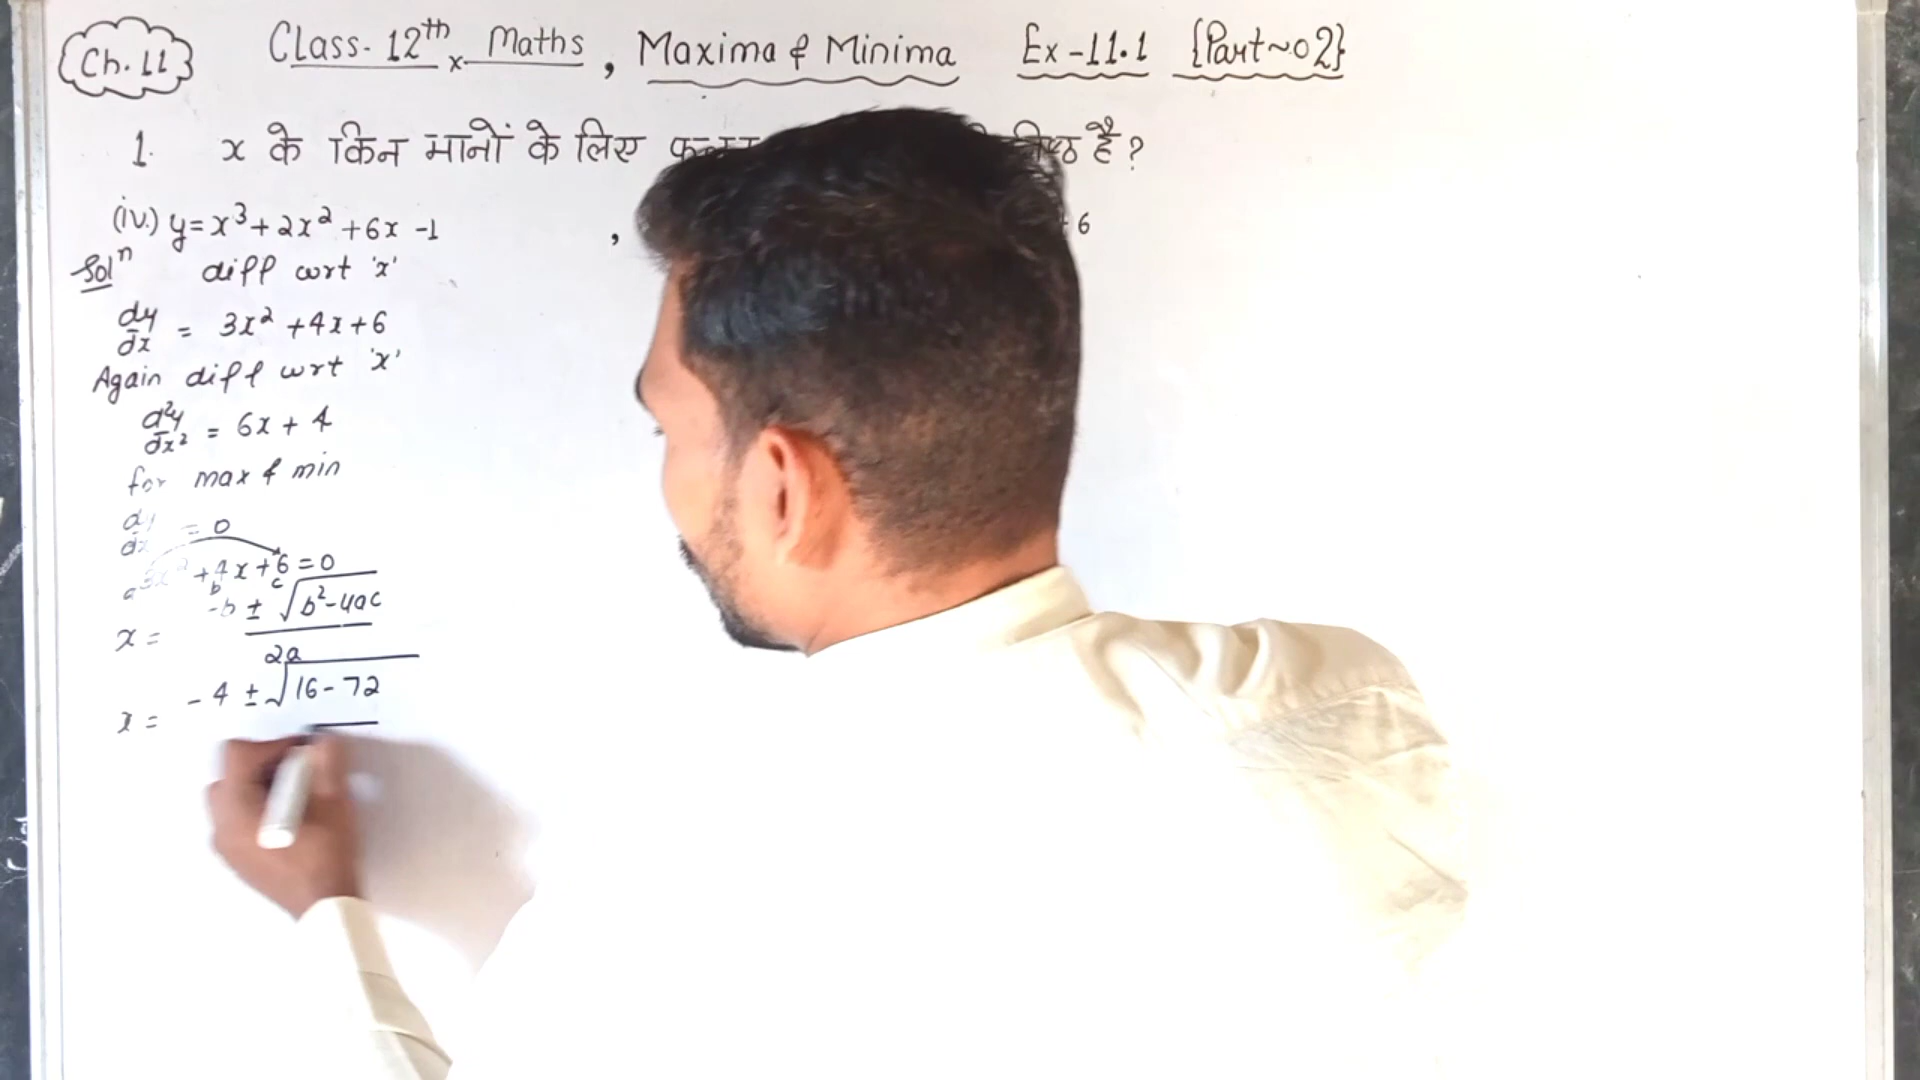 Ch. 11
Class- 12th x Maths , Maxima & Minima Ex-11.1 {Part~02}
1. x के किन मानों के लिए है ?
(iv.) y = x³ + 2x² + 6x - 1 , 6
Solⁿ diff wrt 'x'
dy/dx = 3x² + 4x + 6
Again diff wrt 'x'
d²y/dx² = 6x + 4
for max & min
dy/dx = 0
3x² + 4x + 6 = 0
a b c
x = -b ± √b²-4ac / 2a
x = -4 ± √16-72